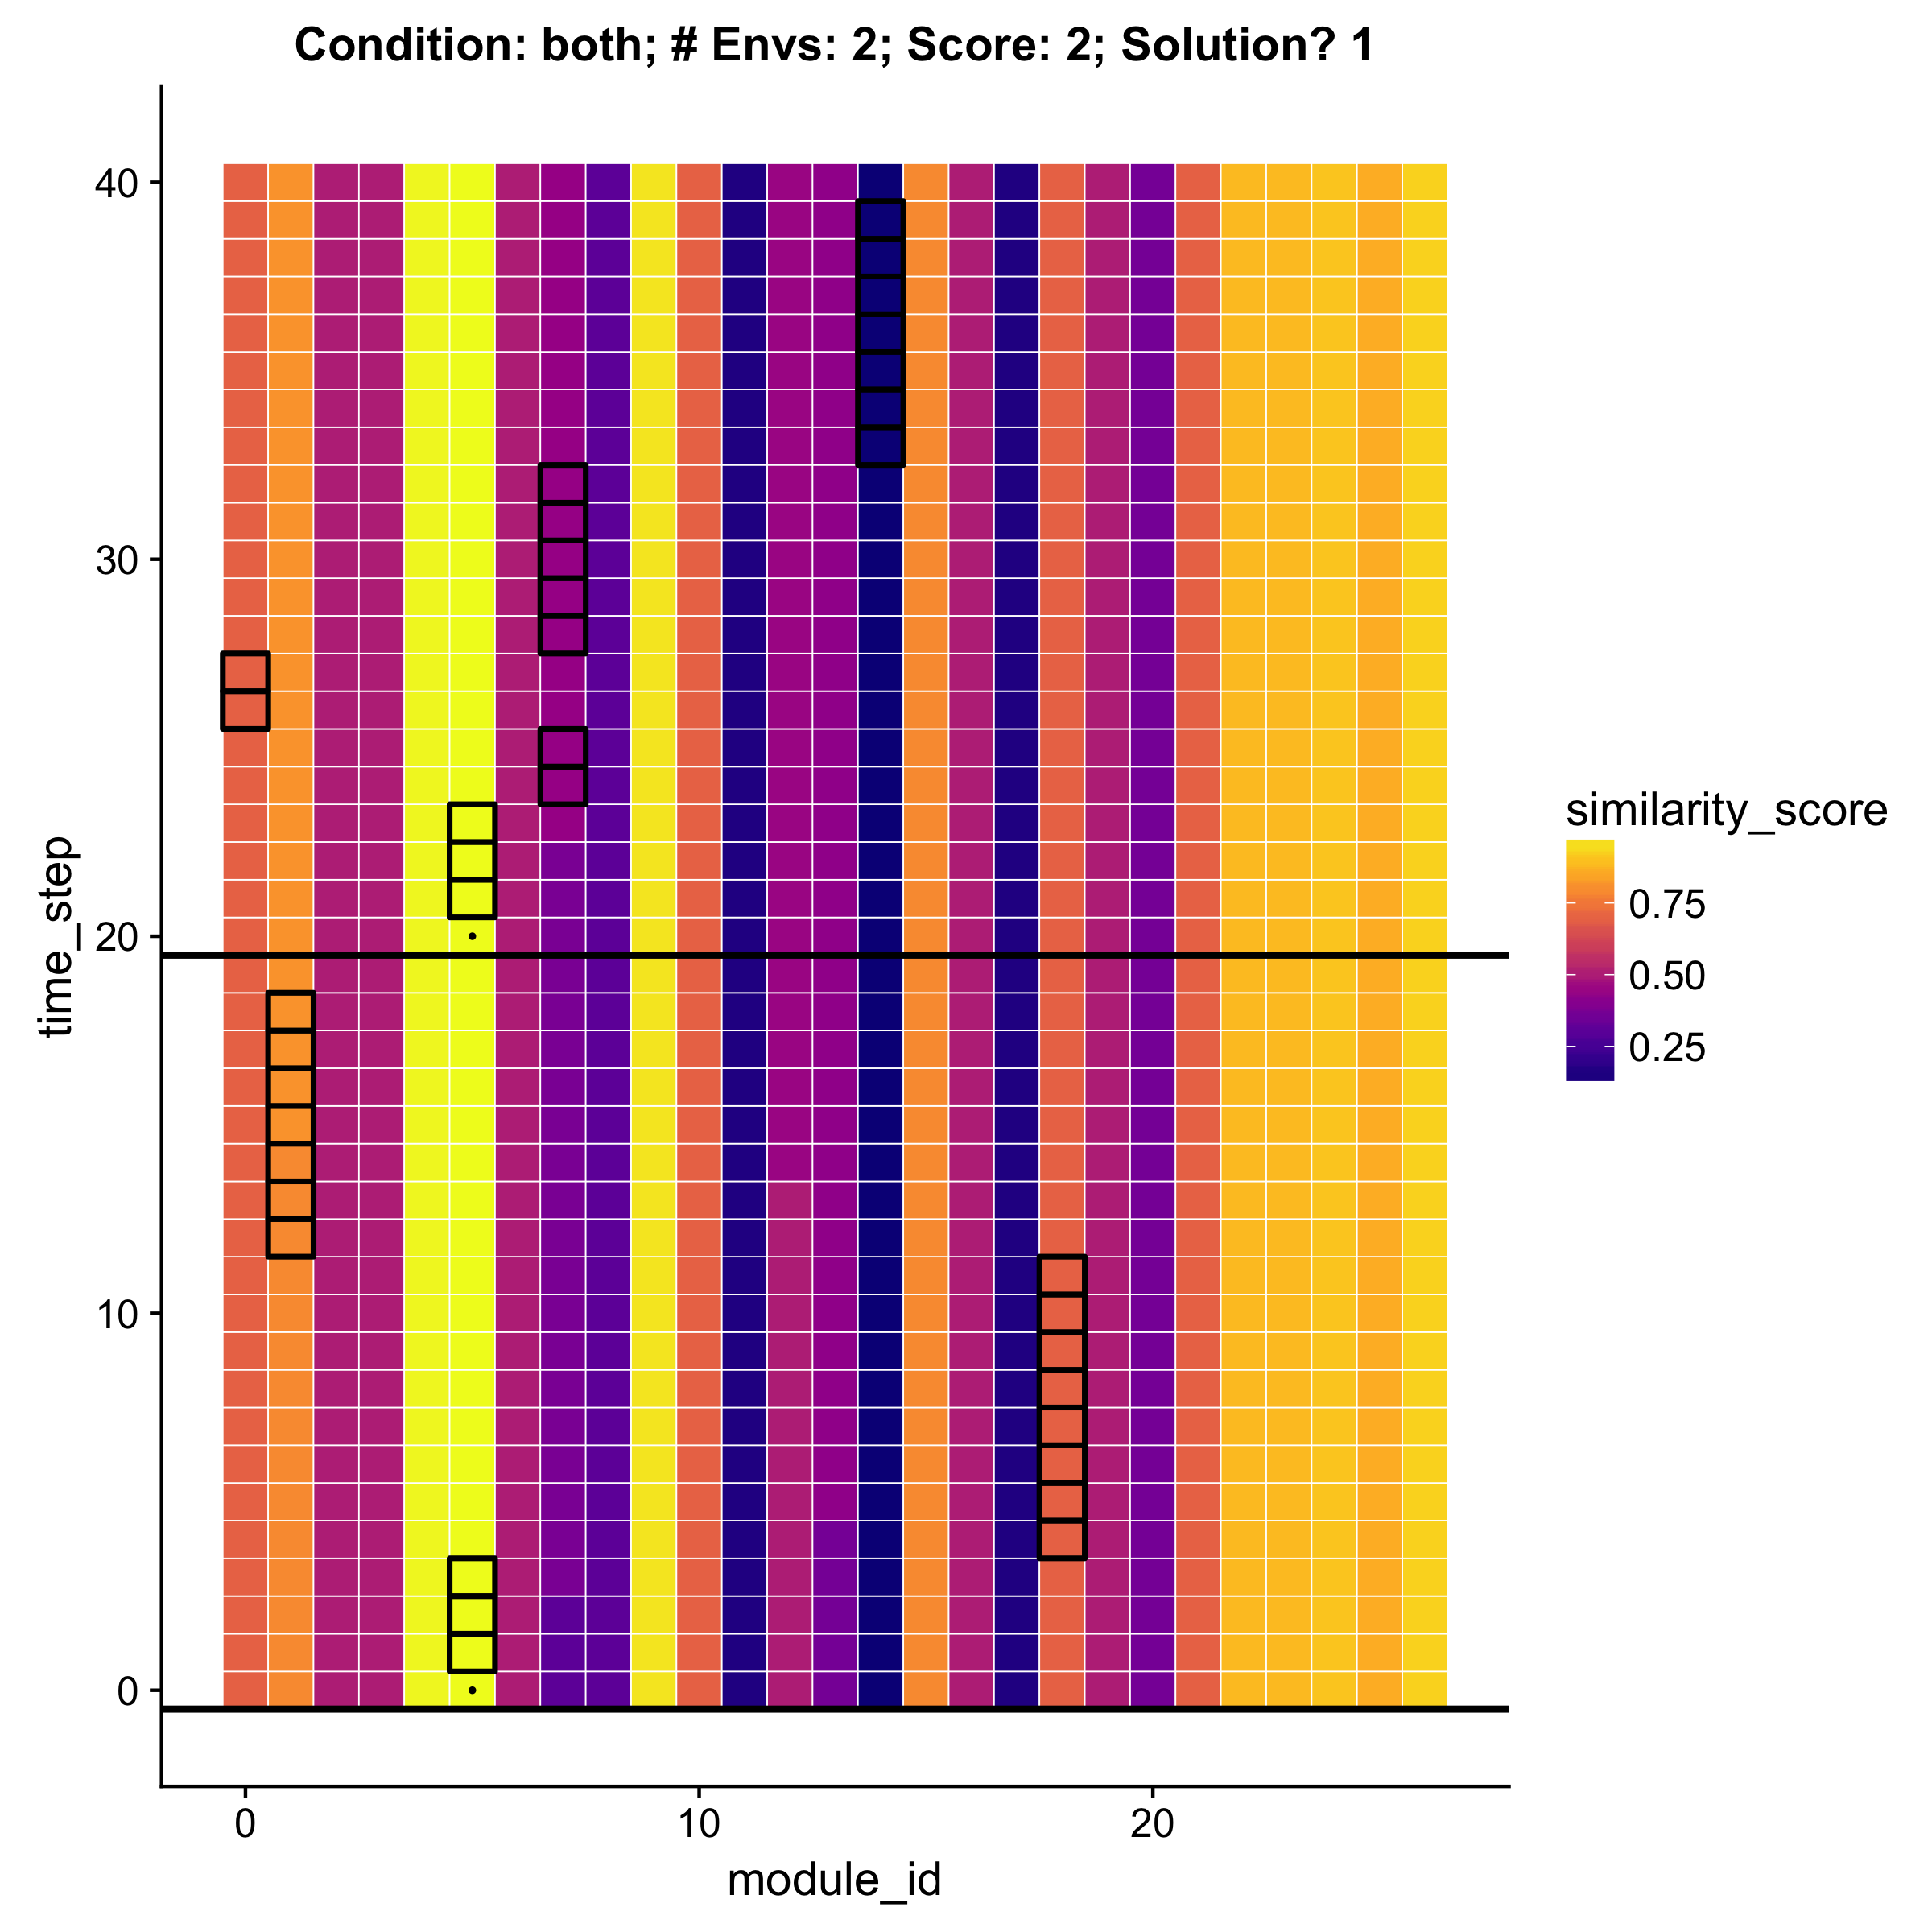 Condition: both; # Envs: 2; Score: 2; Solution? 1
40
30
20
10
0
time_step
0 10 20
module_id
similarity_score
0.75
0.50
0.25